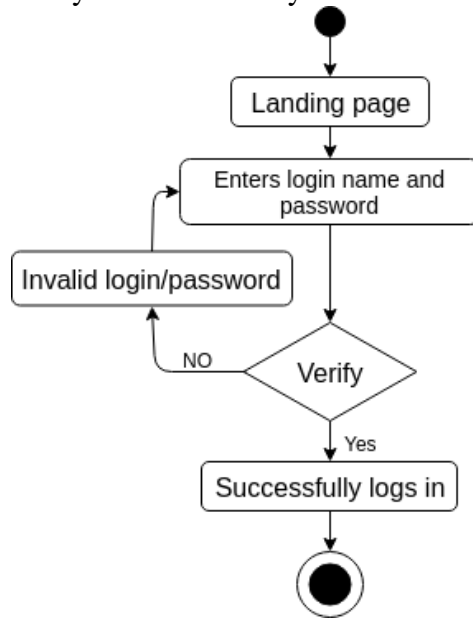 Landing page
Enters login name and
password
Invalid login/password
NO
Verify
Yes
Successfully logs in